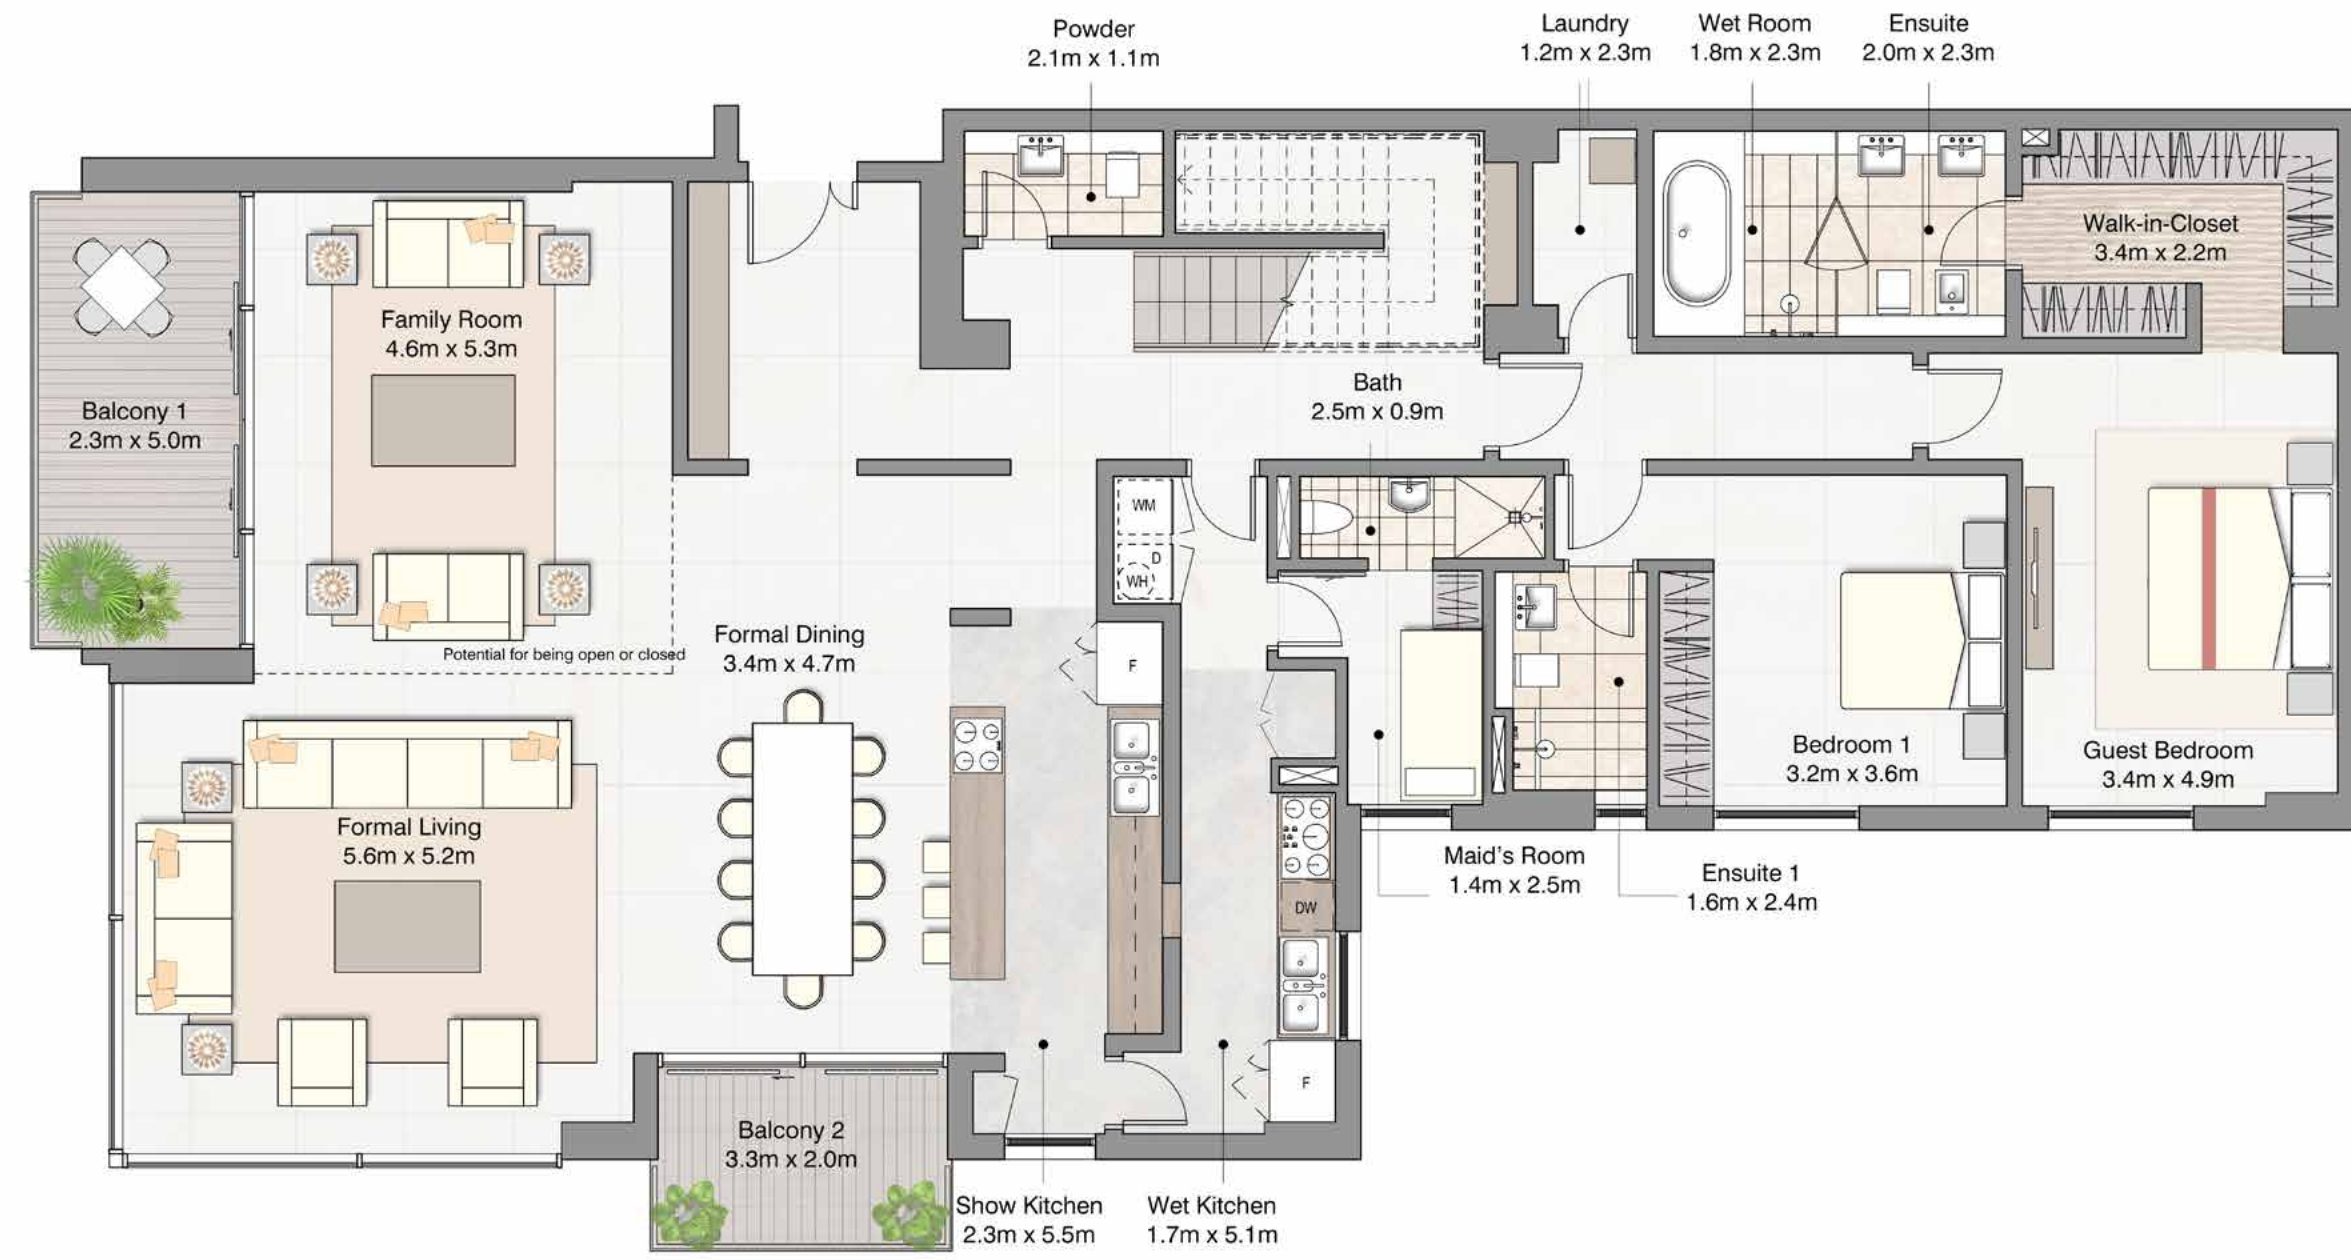 Powder
2.1m x 1.1m
Laundry
1.2m x 2.3m
Wet Room
1.8m x 2.3m
Ensuite
2.0m x 2.3m
Walk-in-Closet
3.4m x 2.2m
Family Room
4.6m x 5.3m
Balcony 1
2.3m x 5.0m
Bath
2.5m x 0.9m
WM
D
WH
Potential for being open or closed
Formal Dining
3.4m x 4.7m
F
Bedroom 1
3.2m x 3.6m
Guest Bedroom
3.4m x 4.9m
Formal Living
5.6m x 5.2m
Maid's Room
1.4m x 2.5m
Ensuite 1
1.6m x 2.4m
DW
F
Balcony 2
3.3m x 2.0m
Show Kitchen
2.3m x 5.5m
Wet Kitchen
1.7m x 5.1m